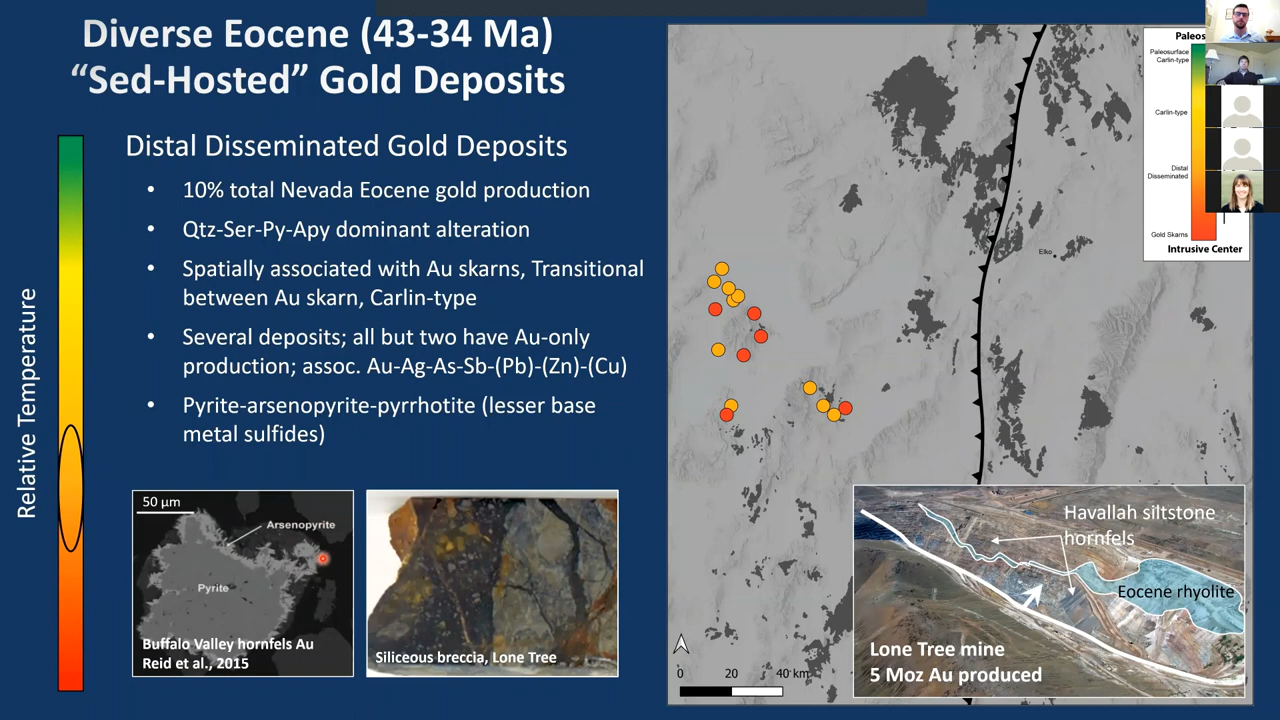 Diverse Eocene (43-34 Ma)
“Sed-Hosted” Gold Deposits
Relative Temperature
Distal Disseminated Gold Deposits
• 10% total Nevada Eocene gold production
• Qtz-Ser-Py-Apy dominant alteration
• Spatially associated with Au skarns, Transitional
between Au skarn, Carlin-type
• Several deposits; all but two have Au-only
production; assoc. Au-Ag-As-Sb-(Pb)-(Zn)-(Cu)
• Pyrite-arsenopyrite-pyrrhotite (lesser base
metal sulfides)
50 µm
Arsenopyrite
Pyrite
Buffalo Valley hornfels Au
Reid et al., 2015
Siliceous breccia, Lone Tree
Paleosurface
Carlin-type
Carlin-type
Distal
Disseminated
Gold Skarns
Intrusive Center
Elko
0 20 40 km
Havallah siltstone
hornfels
Eocene rhyolite
Lone Tree mine
5 Moz Au produced